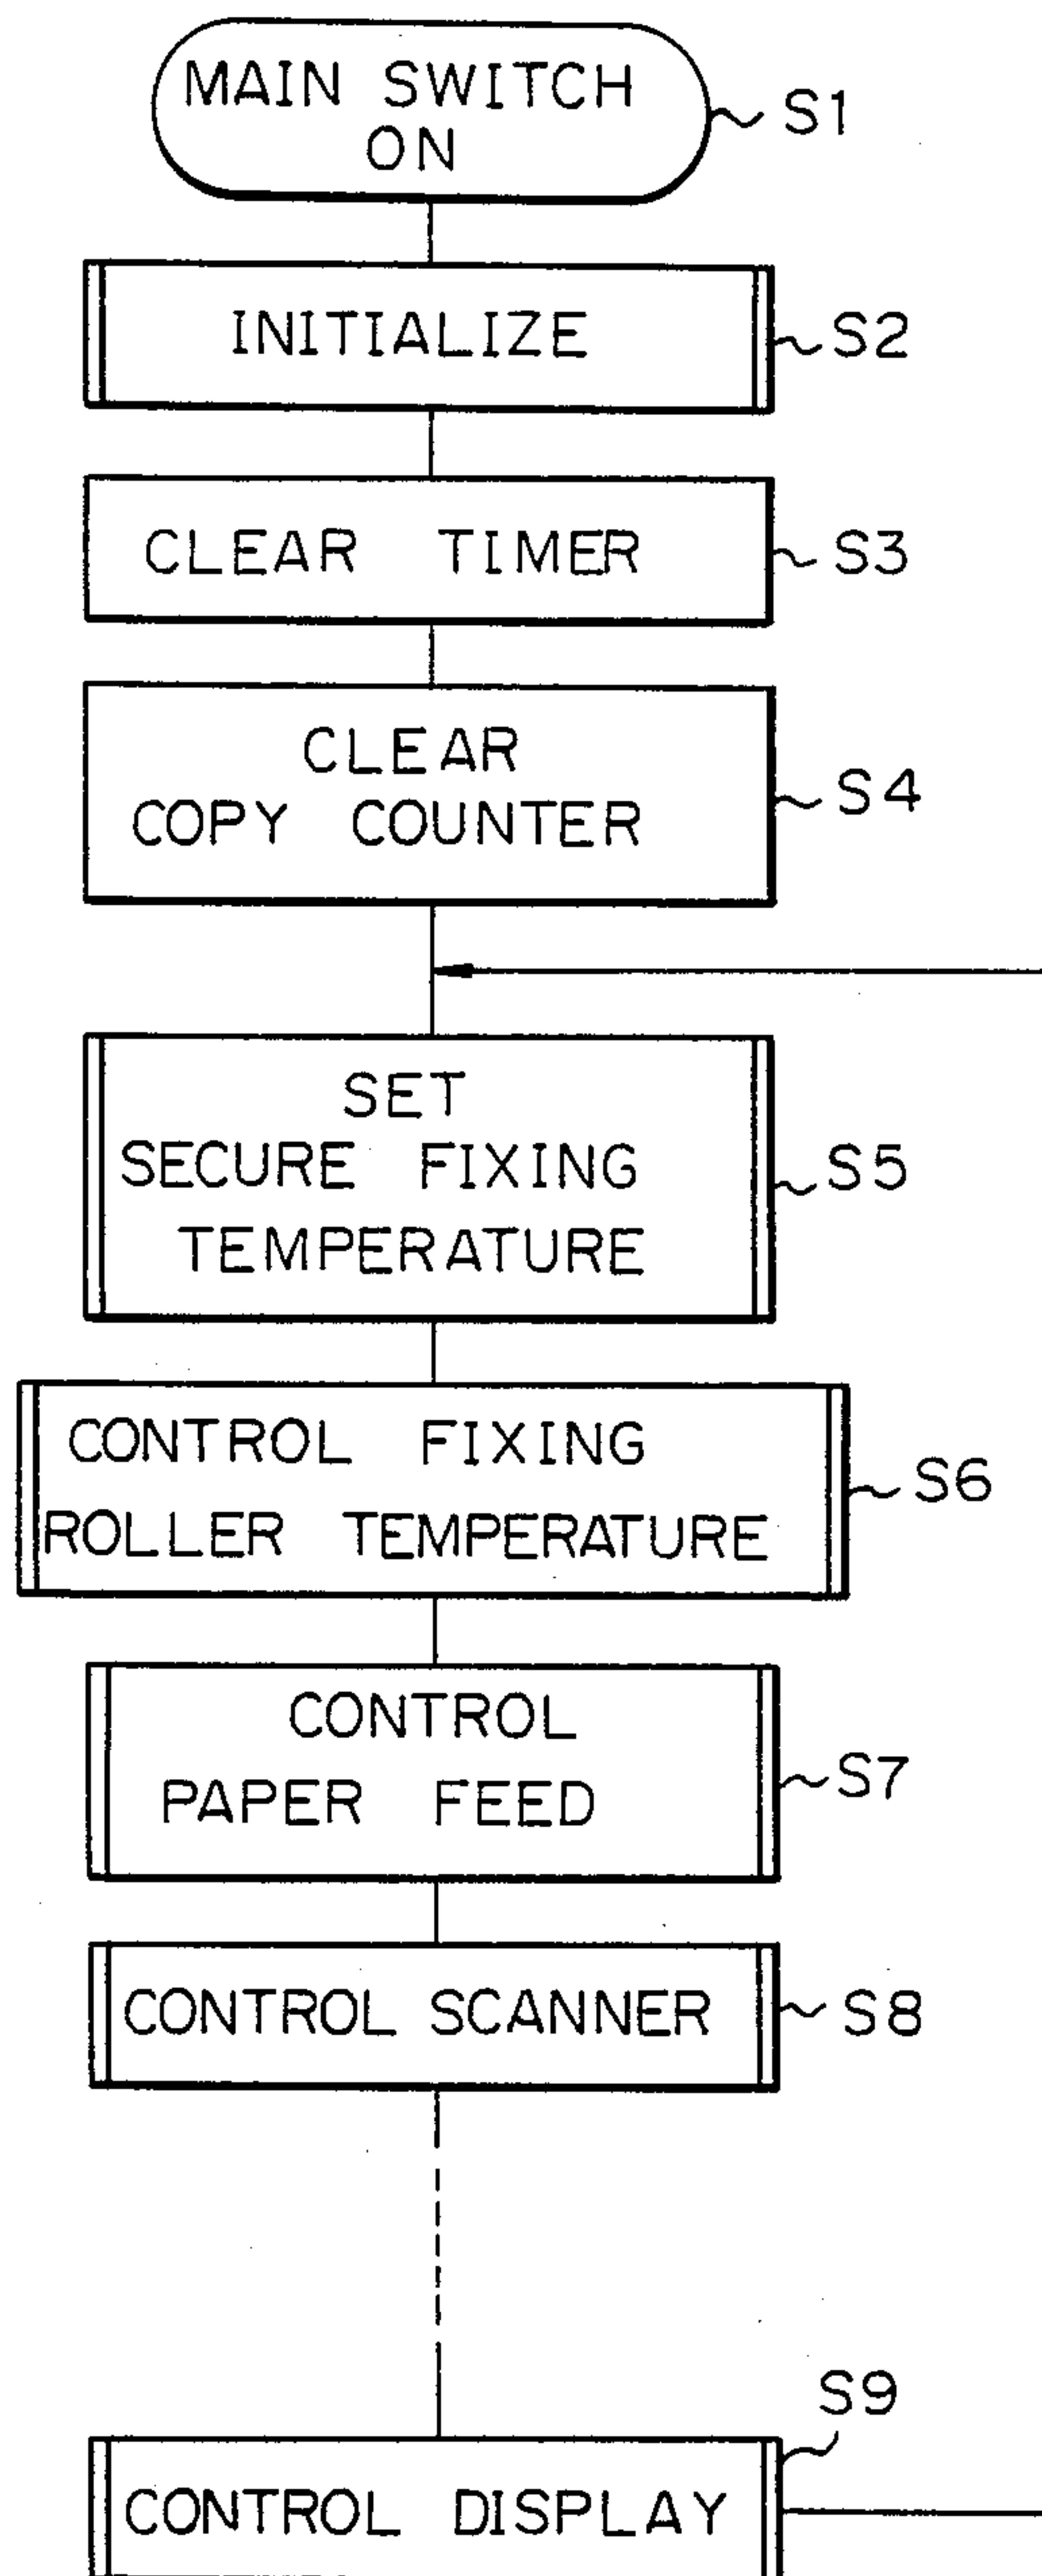 MAIN SWITCH
ON
S1
INITIALIZE
S2
CLEAR TIMER
S3
CLEAR
COPY COUNTER
S4
SET
SECURE FIXING
TEMPERATURE
S5
CONTROL FIXING
ROLLER TEMPERATURE
S6
CONTROL
PAPER FEED
S7
CONTROL SCANNER
S8
S9
CONTROL DISPLAY